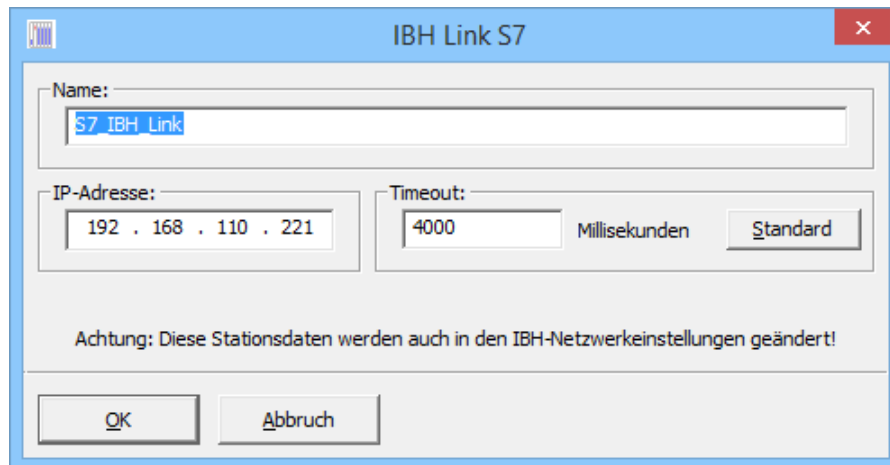 IBH Link S7
Name:
S7_IBH_Link
IP-Adresse:
192 . 168 . 110 . 221
Timeout:
4000 Millisekunden Standard
Achtung: Diese Stationsdaten werden auch in den IBH-Netzwerkeinstellungen geändert!
OK Abbruch